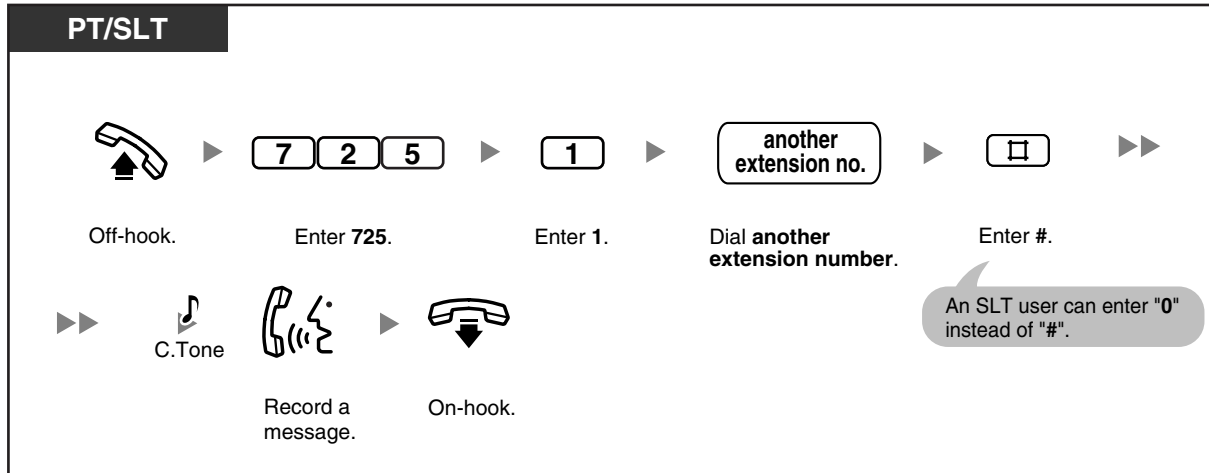 PT/SLT
7 2 5
1
another
extension no.
#
Off-hook.
Enter 725.
Enter 1.
Dial another
extension number.
Enter #.
An SLT user can enter "0"
instead of "#".
C.Tone
Record a
message.
On-hook.